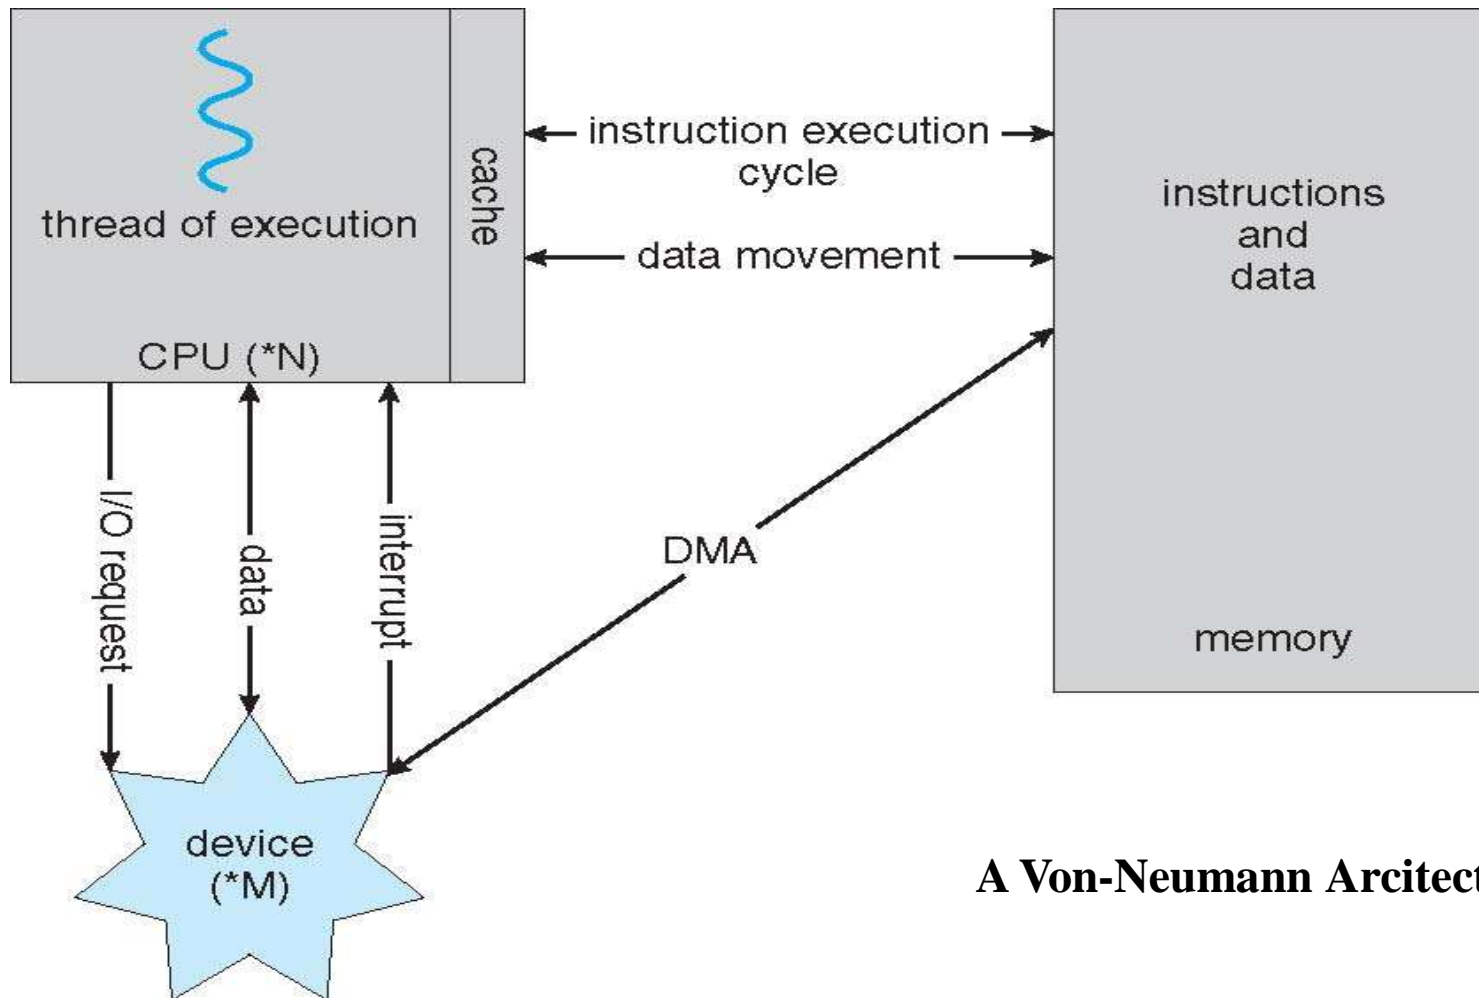 thread of execution
CPU (*N)
cache
instruction execution
cycle
data movement
instructions
and
data
memory
I/O request
data
interrupt
DMA
device
(*M)
A Von-Neumann Arcitect